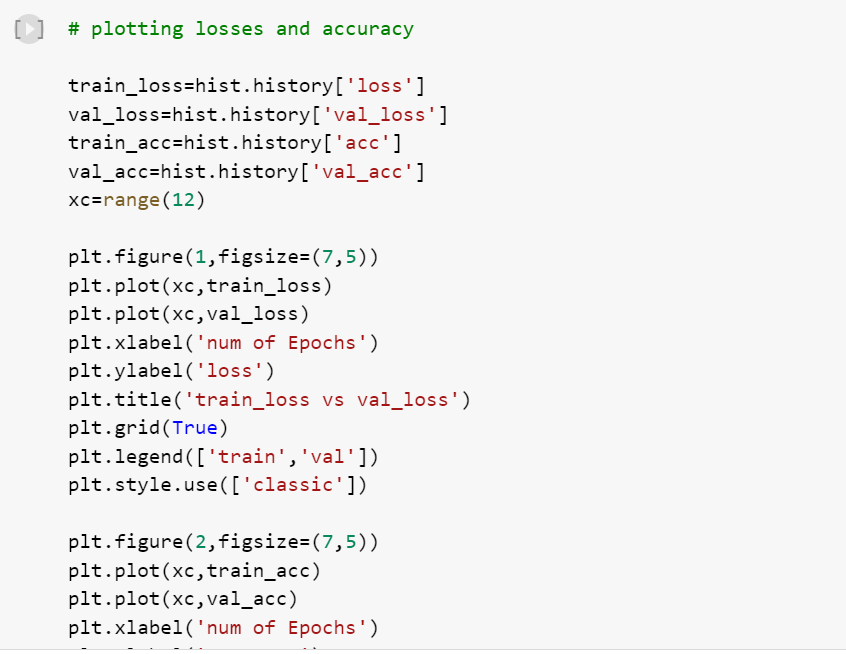 # plotting losses and accuracy
train_loss=hist.history['loss']
val_loss=hist.history['val_loss']
train_acc=hist.history['acc']
val_acc=hist.history['val_acc']
xc=range(12)
plt.figure(1,figsize=(7,5))
plt.plot(xc,train_loss)
plt.plot(xc,val_loss)
plt.xlabel('num of Epochs')
plt.ylabel('loss')
plt.title('train_loss vs val_loss')
plt.grid(True)
plt.legend(['train','val'])
plt.style.use(['classic'])
plt.figure(2,figsize=(7,5))
plt.plot(xc,train_acc)
plt.plot(xc,val_acc)
plt.xlabel('num of Epochs')